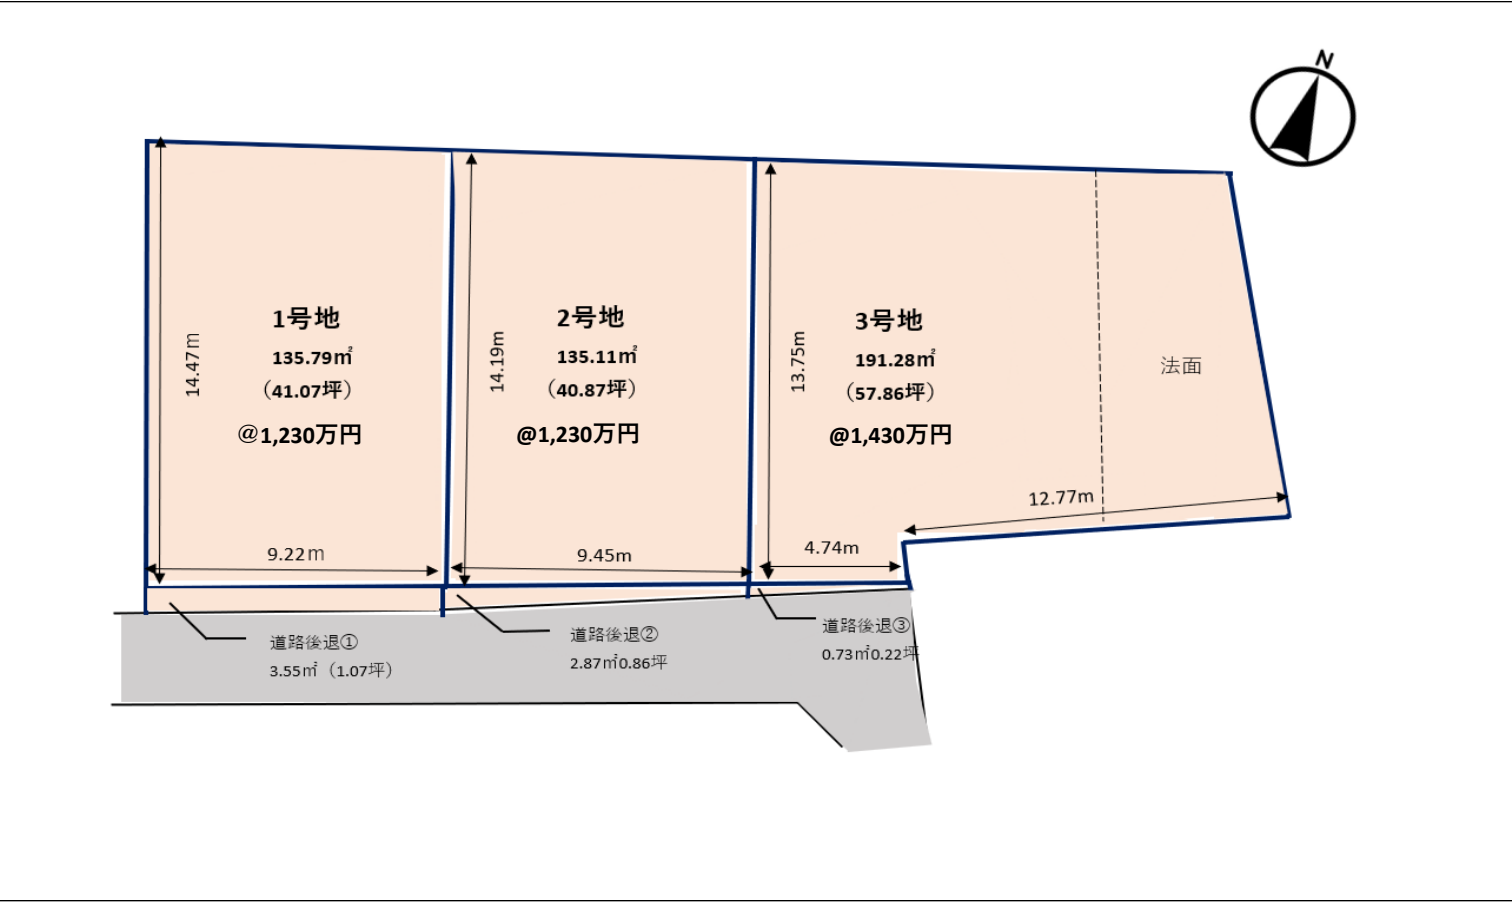 N
1号地
135.79㎡
（41.07坪）
＠1,230万円
14.47ｍ
9.22ｍ
2号地
135.11㎡
（40.87坪）
@1,230万円
14.19m
9.45m
3号地
191.28㎡
（57.86坪）
@1,430万円
13.75m
4.74m
12.77m
法面
道路後退①
3.55㎡（1.07坪）
道路後退②
2.87㎡0.86坪
道路後退③
0.73㎡0.22坪